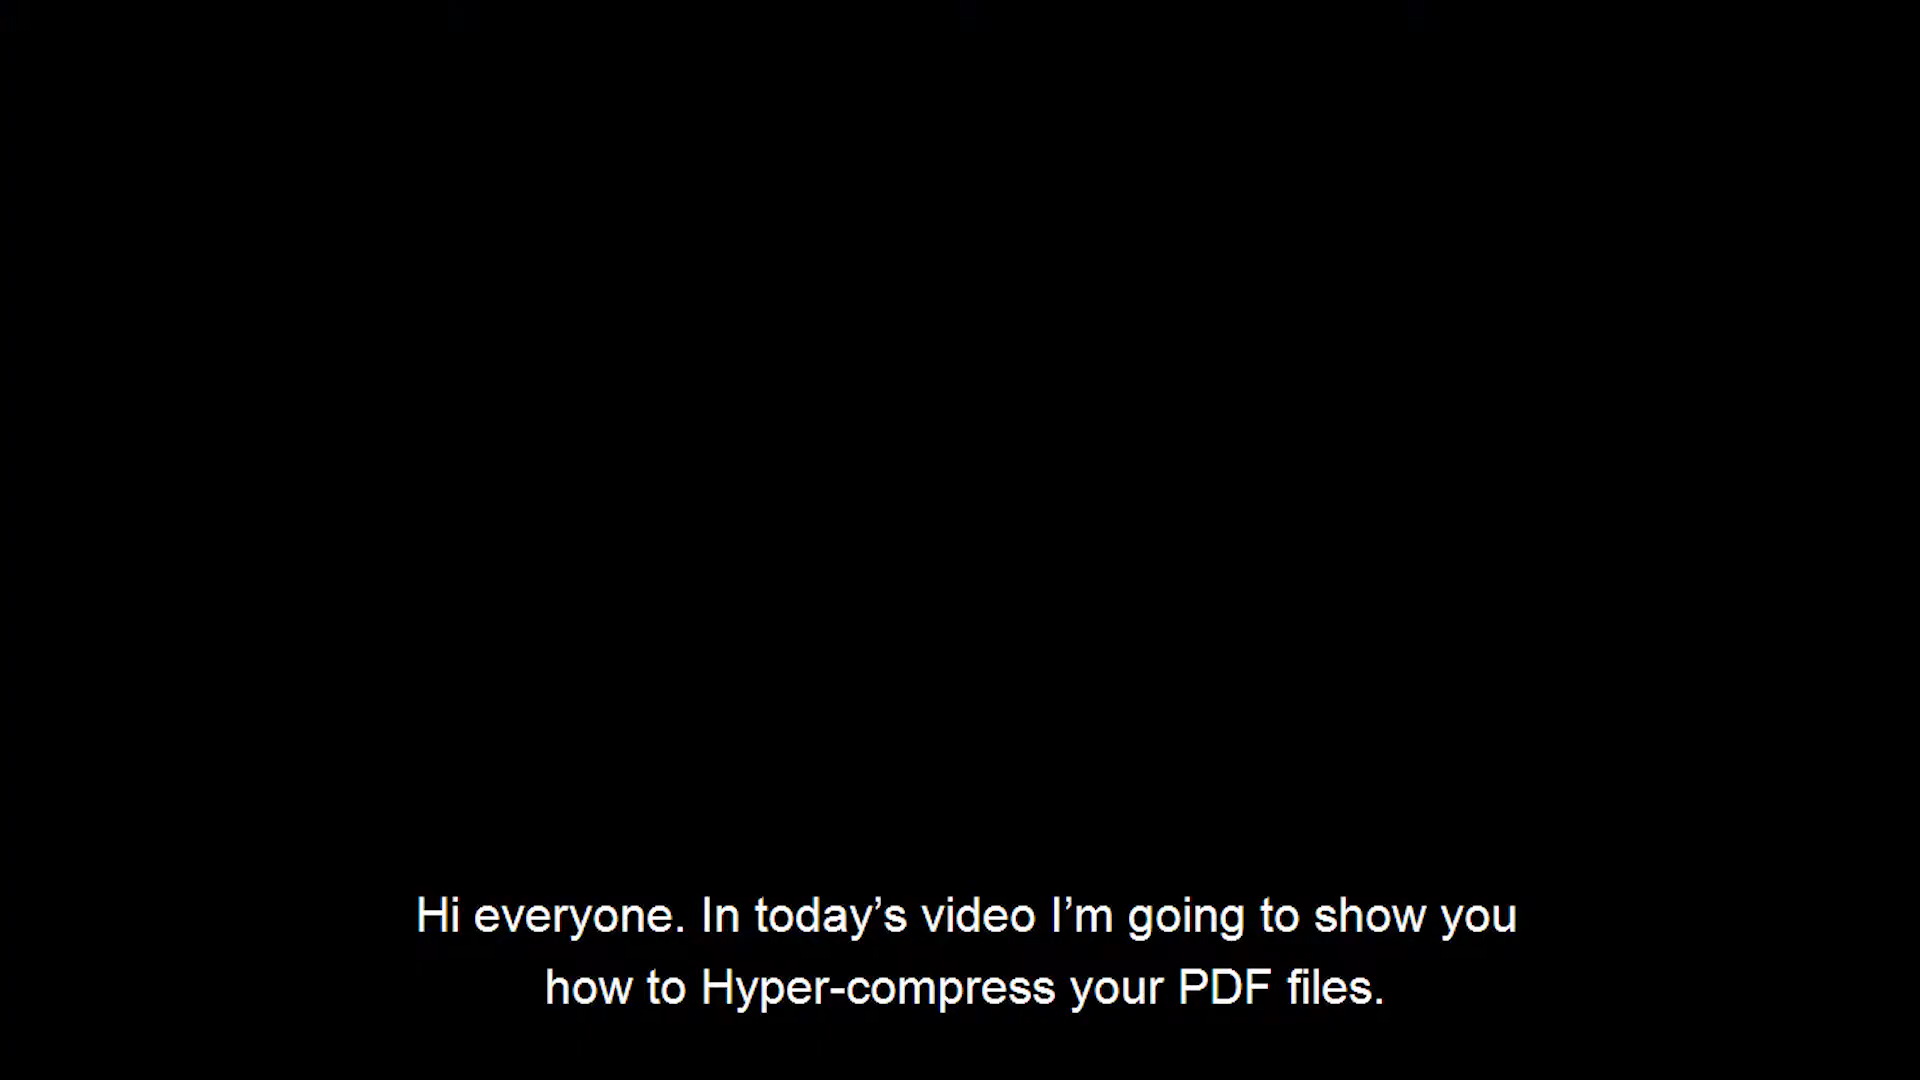 Hi everyone. In today’s video I’m going to show you
how to Hyper-compress your PDF files.